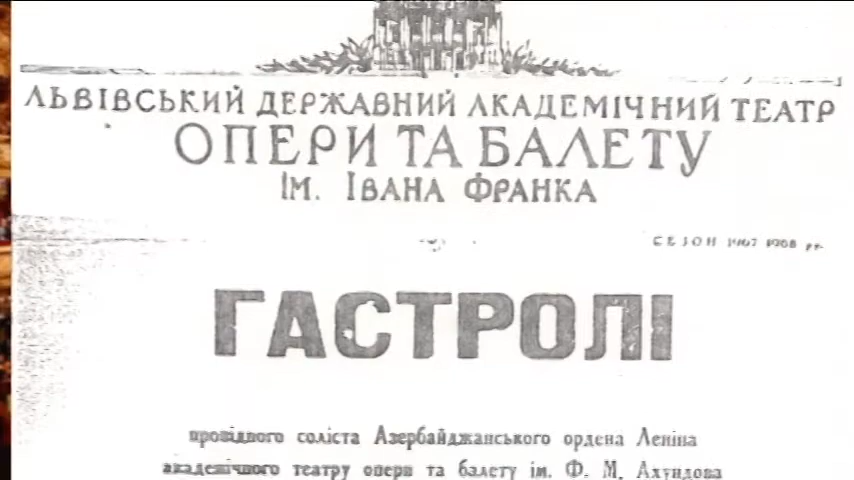 ЛЬВІВСЬКИЙ ДЕРЖАВНИЙ АКАДЕМІЧНИЙ ТЕАТР
ОПЕРИ ТА БАЛЕТУ
ІМ. ІВАНА ФРАНКА
СЕЗОН 1967 1968 рр.
ГАСТРОЛІ
провідного соліста Азербайджанського ордена Леніна
академічного театру опери та балету ім. Ф. М. Ахундова